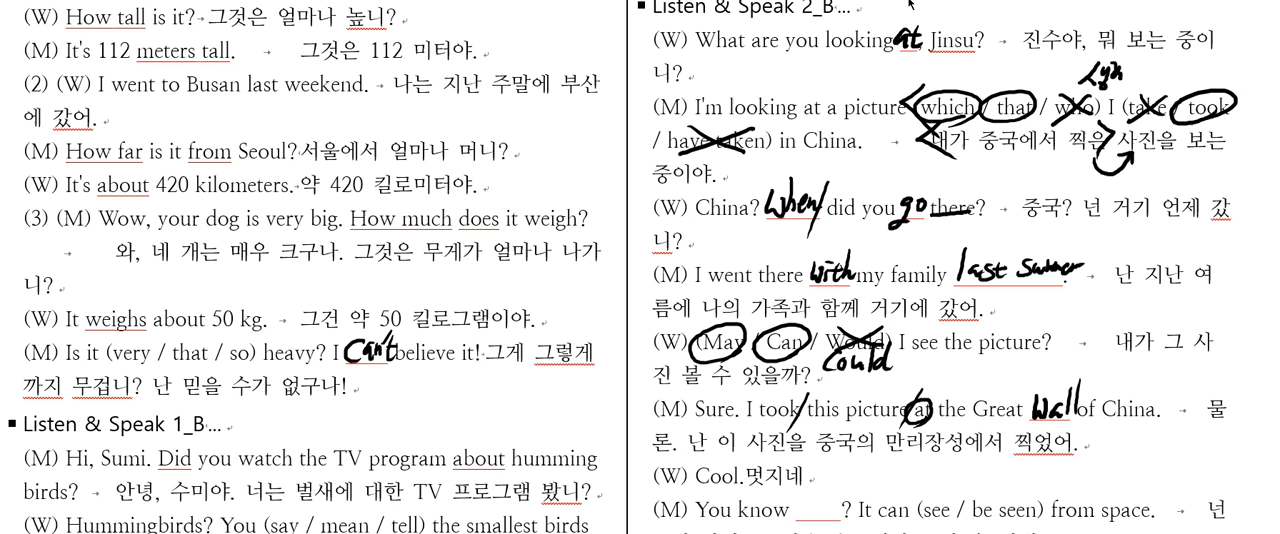 (W) How tall is it? → 그것은 얼마나 높니?
(M) It's 112 meters tall. → 그것은 112 미터야.
(2) (W) I went to Busan last weekend. → 나는 지난 주말에 부산
에 갔어.
(M) How far is it from Seoul? 서울에서 얼마나 머니?
(W) It's about 420 kilometers. 약 420 킬로미터야.
(3) (M) Wow, your dog is very big. How much does it weigh?
→ 와, 네 개는 매우 크구나. 그것은 무게가 얼마나 나가
니?
(W) It weighs about 50 kg. → 그건 약 50 킬로그램이야.
(M) Is it (very / that / so) heavy? I can't believe it! 그게 그렇게
까지 무겁니? 난 믿을 수가 없구나!
■ Listen & Speak 1_B...
(M) Hi, Sumi. Did you watch the TV program about humming
birds? → 안녕, 수미야. 너는 벌새에 대한 TV 프로그램 봤니?
(W) Hummingbirds? You (say / mean / tell) the smallest birds
■ Listen & Speak 2_B...
(W) What are you looking at, Jinsu? → 진수야, 뭐 보는 중이
니?
(M) I'm looking at a picture (which / that / who) I (take / took
/ have taken) in China. → 내가 중국에서 찍은 사진을 보는
중이야.
(W) China? When did you go there? → 중국? 넌 거기 언제 갔
니?
(M) I went there with my family last summer. → 난 지난 여
름에 나의 가족과 함께 거기에 갔어.
(W) (May / Can / Would) I see the picture? → 내가 그 사
could
진 볼 수 있을까?
(M) Sure. I took this picture at the Great Wall of China. → 물
론. 난 이 사진을 중국의 만리장성에서 찍었어.
(W) Cool. 멋지네
(M) You know ____? It can (see / be seen) from space. → 넌